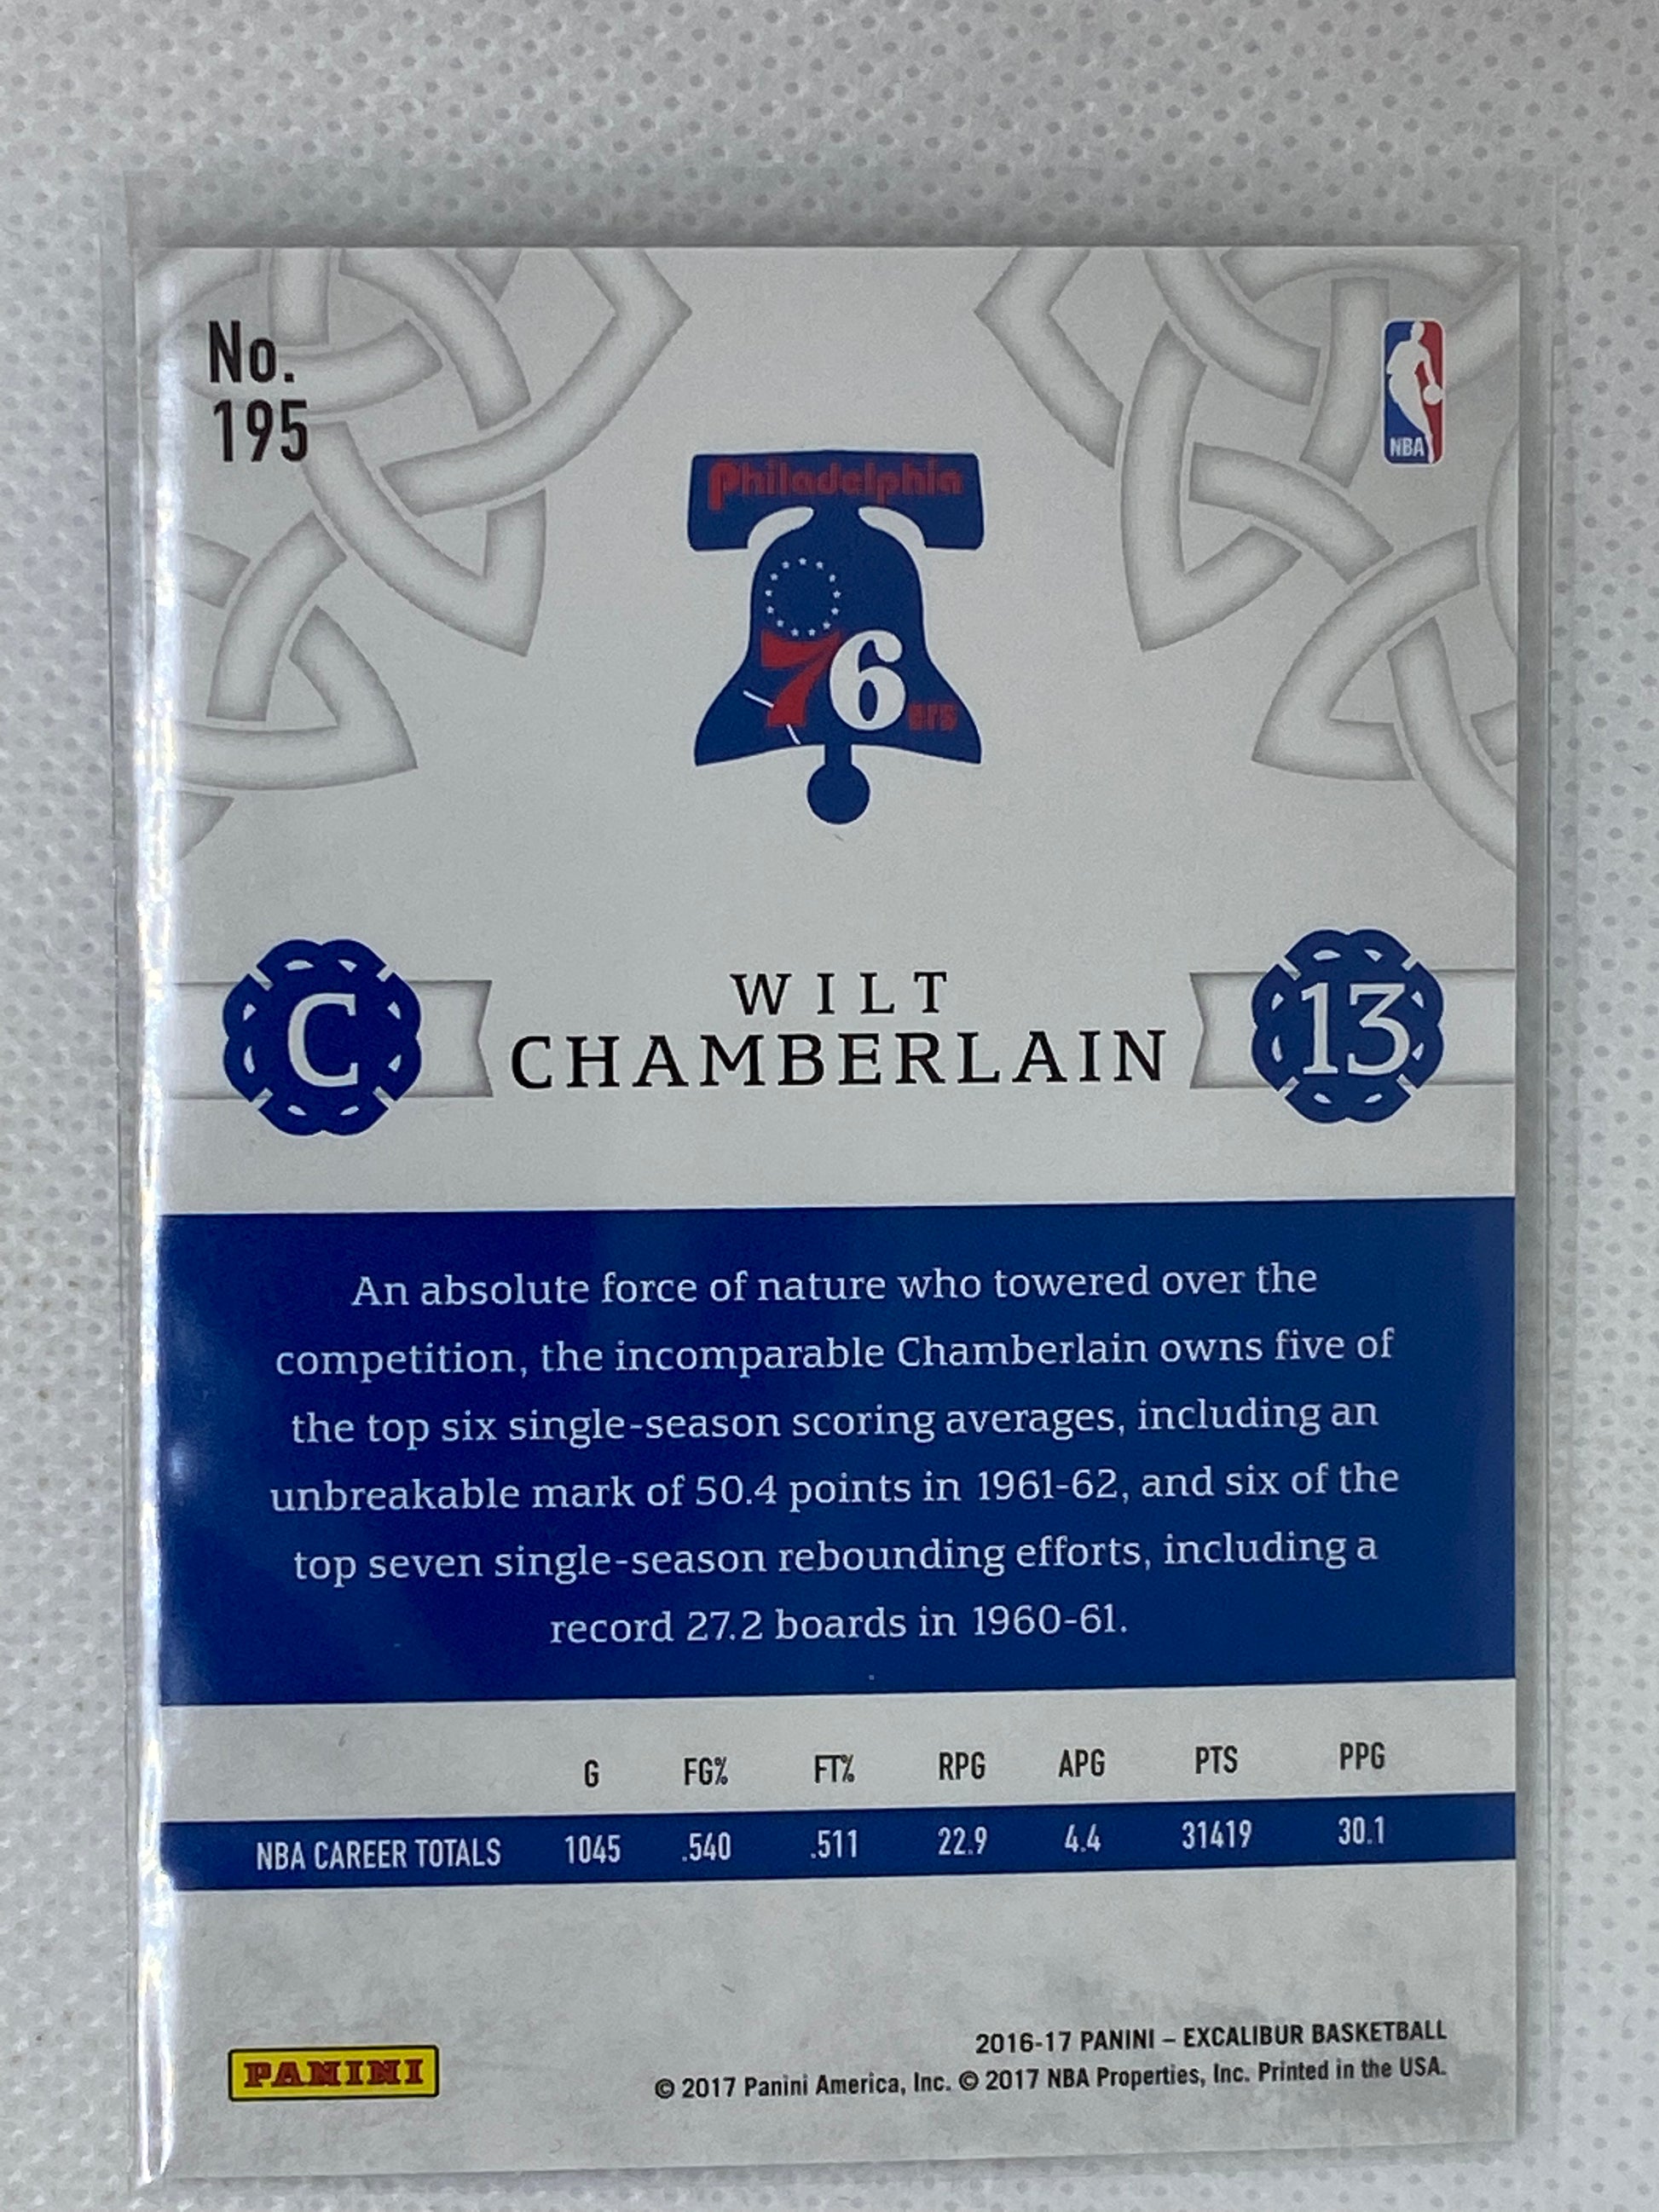 No.
195
NBA
Philadelphia
76ers
C
WILT
CHAMBERLAIN
13
An absolute force of nature who towered over the
competition, the incomparable Chamberlain owns five of
the top six single-season scoring averages, including an
unbreakable mark of 50.4 points in 1961-62, and six of the
top seven single-season rebounding efforts, including a
record 27.2 boards in 1960-61.
G FG% FT% RPG APG PTS PPG
NBA CAREER TOTALS 1045 .540 .511 22.9 4.4 31419 30.1
PANINI
2016-17 PANINI – EXCALIBUR BASKETBALL
© 2017 Panini America, Inc. © 2017 NBA Properties, Inc. Printed in the USA.